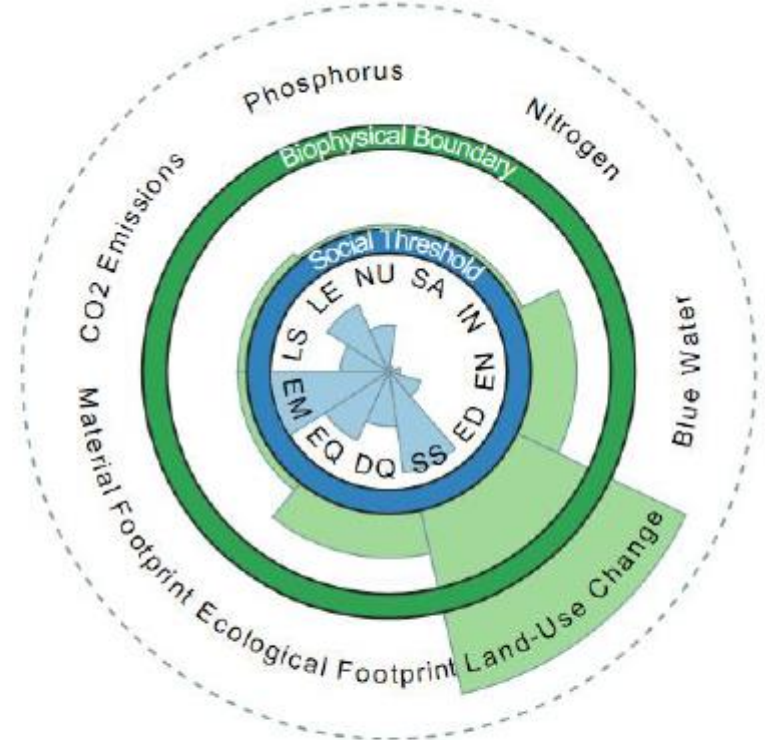 Phosphorus
Nitrogen
Blue Water
Land-Use Change
Ecological Footprint
Material Footprint
CO2 Emissions
Biophysical Boundary
Social Threshold
NU
SA
IN
EN
ED
SS
DQ
EQ
EM
LS
LE